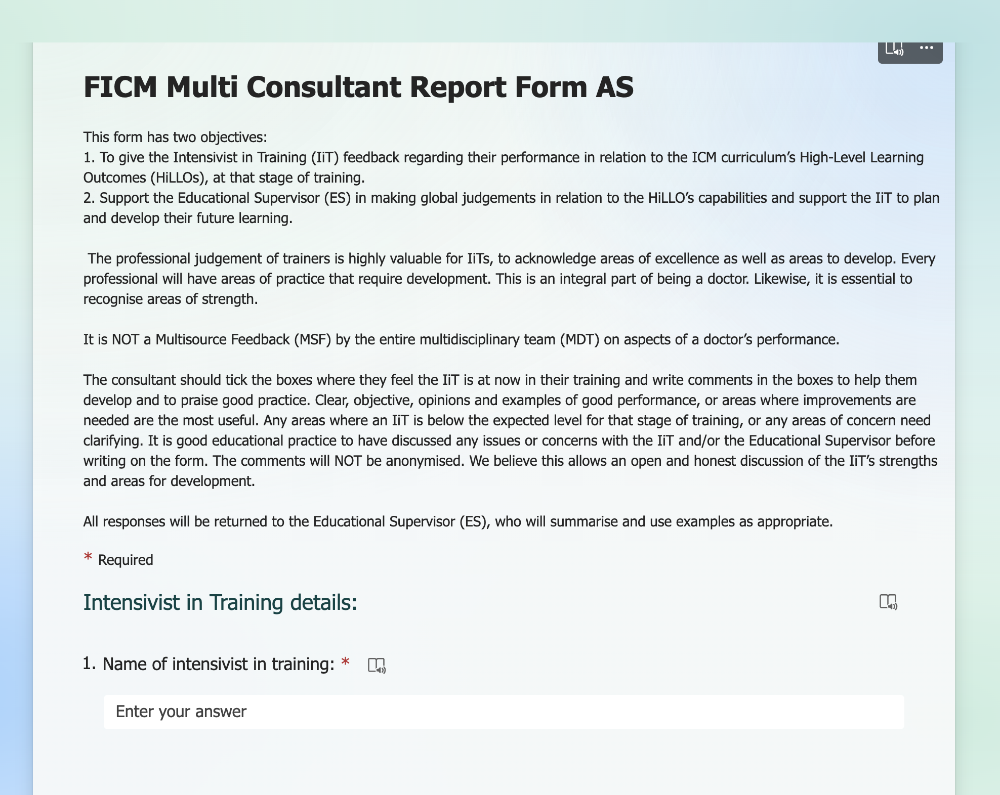 FICM Multi Consultant Report Form AS
This form has two objectives:
1. To give the Intensivist in Training (IiT) feedback regarding their performance in relation to the ICM curriculum’s High-Level Learning
Outcomes (HiLLOs), at that stage of training.
2. Support the Educational Supervisor (ES) in making global judgements in relation to the HiLLO’s capabilities and support the IiT to plan
and develop their future learning.
The professional judgement of trainers is highly valuable for IiTs, to acknowledge areas of excellence as well as areas to develop. Every
professional will have areas of practice that require development. This is an integral part of being a doctor. Likewise, it is essential to
recognise areas of strength.
It is NOT a Multisource Feedback (MSF) by the entire multidisciplinary team (MDT) on aspects of a doctor’s performance.
The consultant should tick the boxes where they feel the IiT is at now in their training and write comments in the boxes to help them
develop and to praise good practice. Clear, objective, opinions and examples of good performance, or areas where improvements are
needed are the most useful. Any areas where an IiT is below the expected level for that stage of training, or any areas of concern need
clarifying. It is good educational practice to have discussed any issues or concerns with the IiT and/or the Educational Supervisor before
writing on the form. The comments will NOT be anonymised. We believe this allows an open and honest discussion of the IiT’s strengths
and areas for development.
All responses will be returned to the Educational Supervisor (ES), who will summarise and use examples as appropriate.
* Required
Intensivist in Training details:
1. Name of intensivist in training: *
Enter your answer